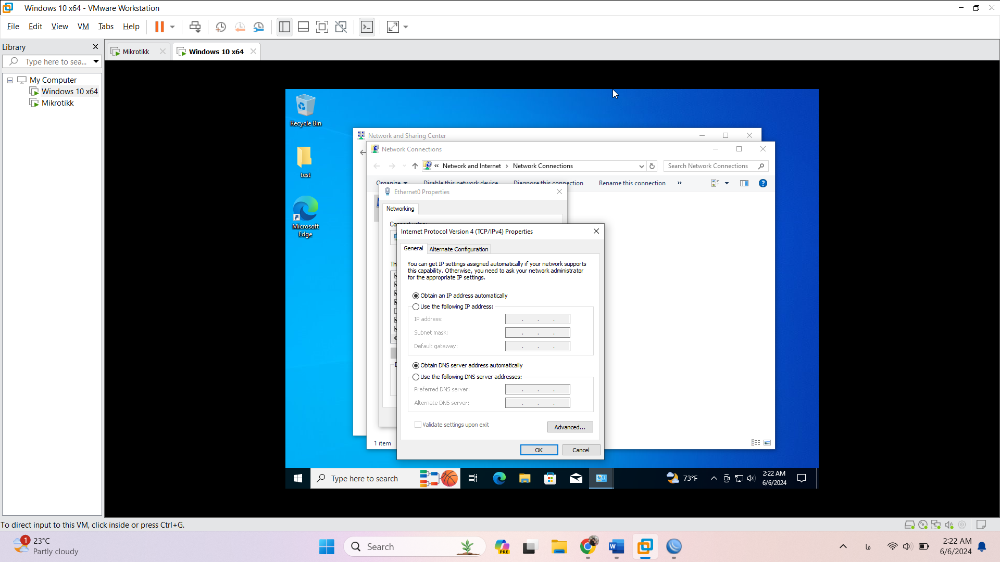 Windows 10 x64 - VMware Workstation
File Edit View VM Tabs Help
Library
Type here to sea...
My Computer
Windows 10 x64
Mikrotikk
Mikrotikk
Windows 10 x64
Recycle Bin
test
Microsoft
Edge
Network and Sharing Center
Network Connections
« Network and Internet › Network Connections
Search Network Connections
Organize Disable this network device Diagnose this connection Rename this connection »
Ethernet0 Properties
Networking
Internet Protocol Version 4 (TCP/IPv4) Properties
General Alternate Configuration
You can get IP settings assigned automatically if your network supports
this capability. Otherwise, you need to ask your network administrator
for the appropriate IP settings.
Obtain an IP address automatically
Use the following IP address:
IP address:
Subnet mask:
Default gateway:
Obtain DNS server address automatically
Use the following DNS server addresses:
Preferred DNS server:
Alternate DNS server:
Validate settings upon exit
Advanced...
OK Cancel
1 item
Type here to search
73°F
2:22 AM
6/6/2024
To direct input to this VM, click inside or press Ctrl+G.
1
23°C
Partly cloudy
Search
PRE
فا
2:22 AM
6/6/2024